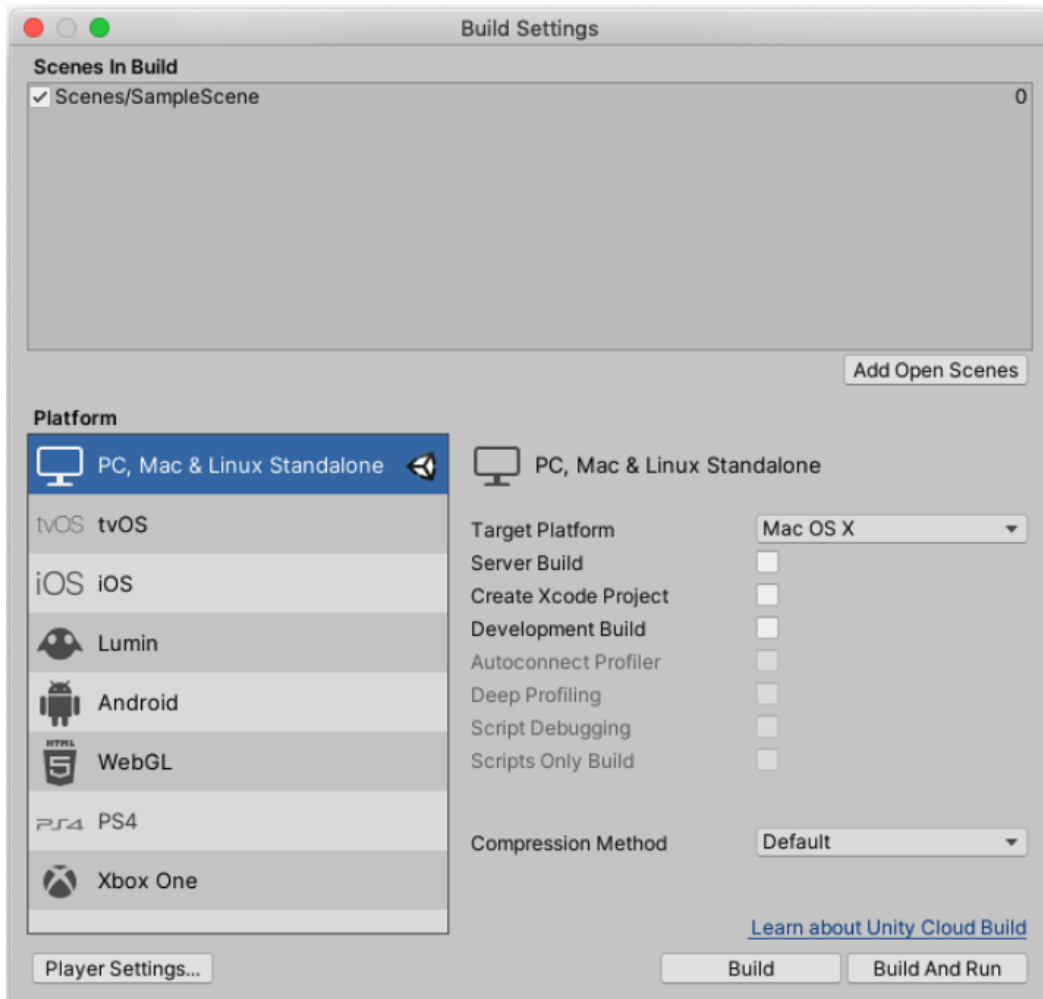 Build Settings
Scenes In Build
Scenes/SampleScene 0
Add Open Scenes
Platform
PC, Mac & Linux Standalone
tvOS tvOS
iOS iOS
Lumin
Android
HTML 5 WebGL
PS4 PS4
Xbox One
PC, Mac & Linux Standalone
Target Platform Mac OS X
Server Build
Create Xcode Project
Development Build
Autoconnect Profiler
Deep Profiling
Script Debugging
Scripts Only Build
Compression Method Default
Learn about Unity Cloud Build
Player Settings... Build Build And Run